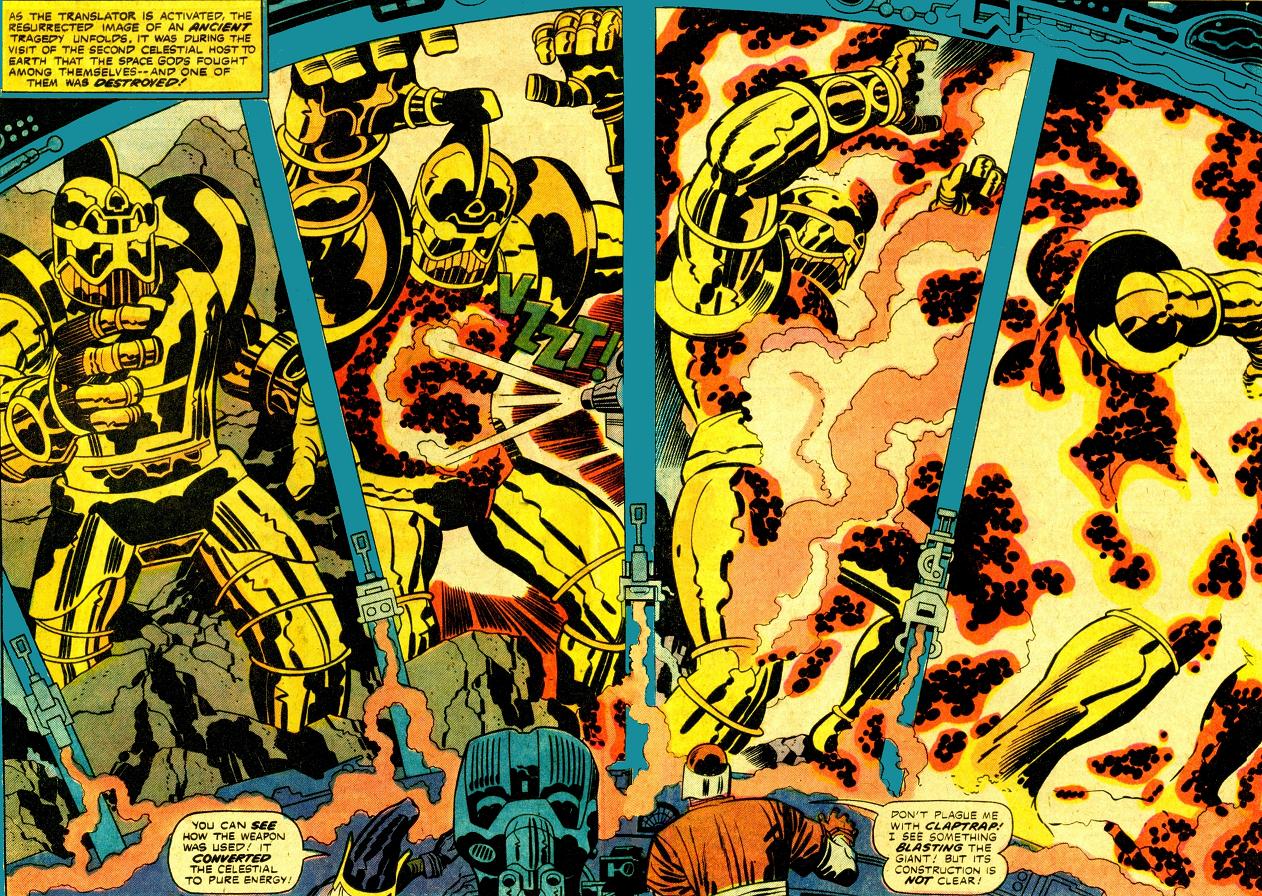 AS THE TRANSLATOR IS ACTIVATED, THE
RESURRECTED IMAGE OF AN ANCIENT
TRAGEDY UNFOLDS, IT WAS DURING THE
VISIT OF THE SECOND CELESTIAL HOST TO
EARTH THAT THE SPACE GODS FOUGHT
AMONG THEMSELVES--AND ONE OF
THEM WAS DESTROYED!
VZZZT!
YOU CAN SEE
HOW THE WEAPON
WAS USED! IT
CONVERTED
THE CELESTIAL
TO PURE ENERGY!
DON'T PLAGUE ME
WITH CLAPTRAP!
I SEE SOMETHING
BLASTING THE
GIANT! BUT ITS
CONSTRUCTION IS
NOT CLEAR!